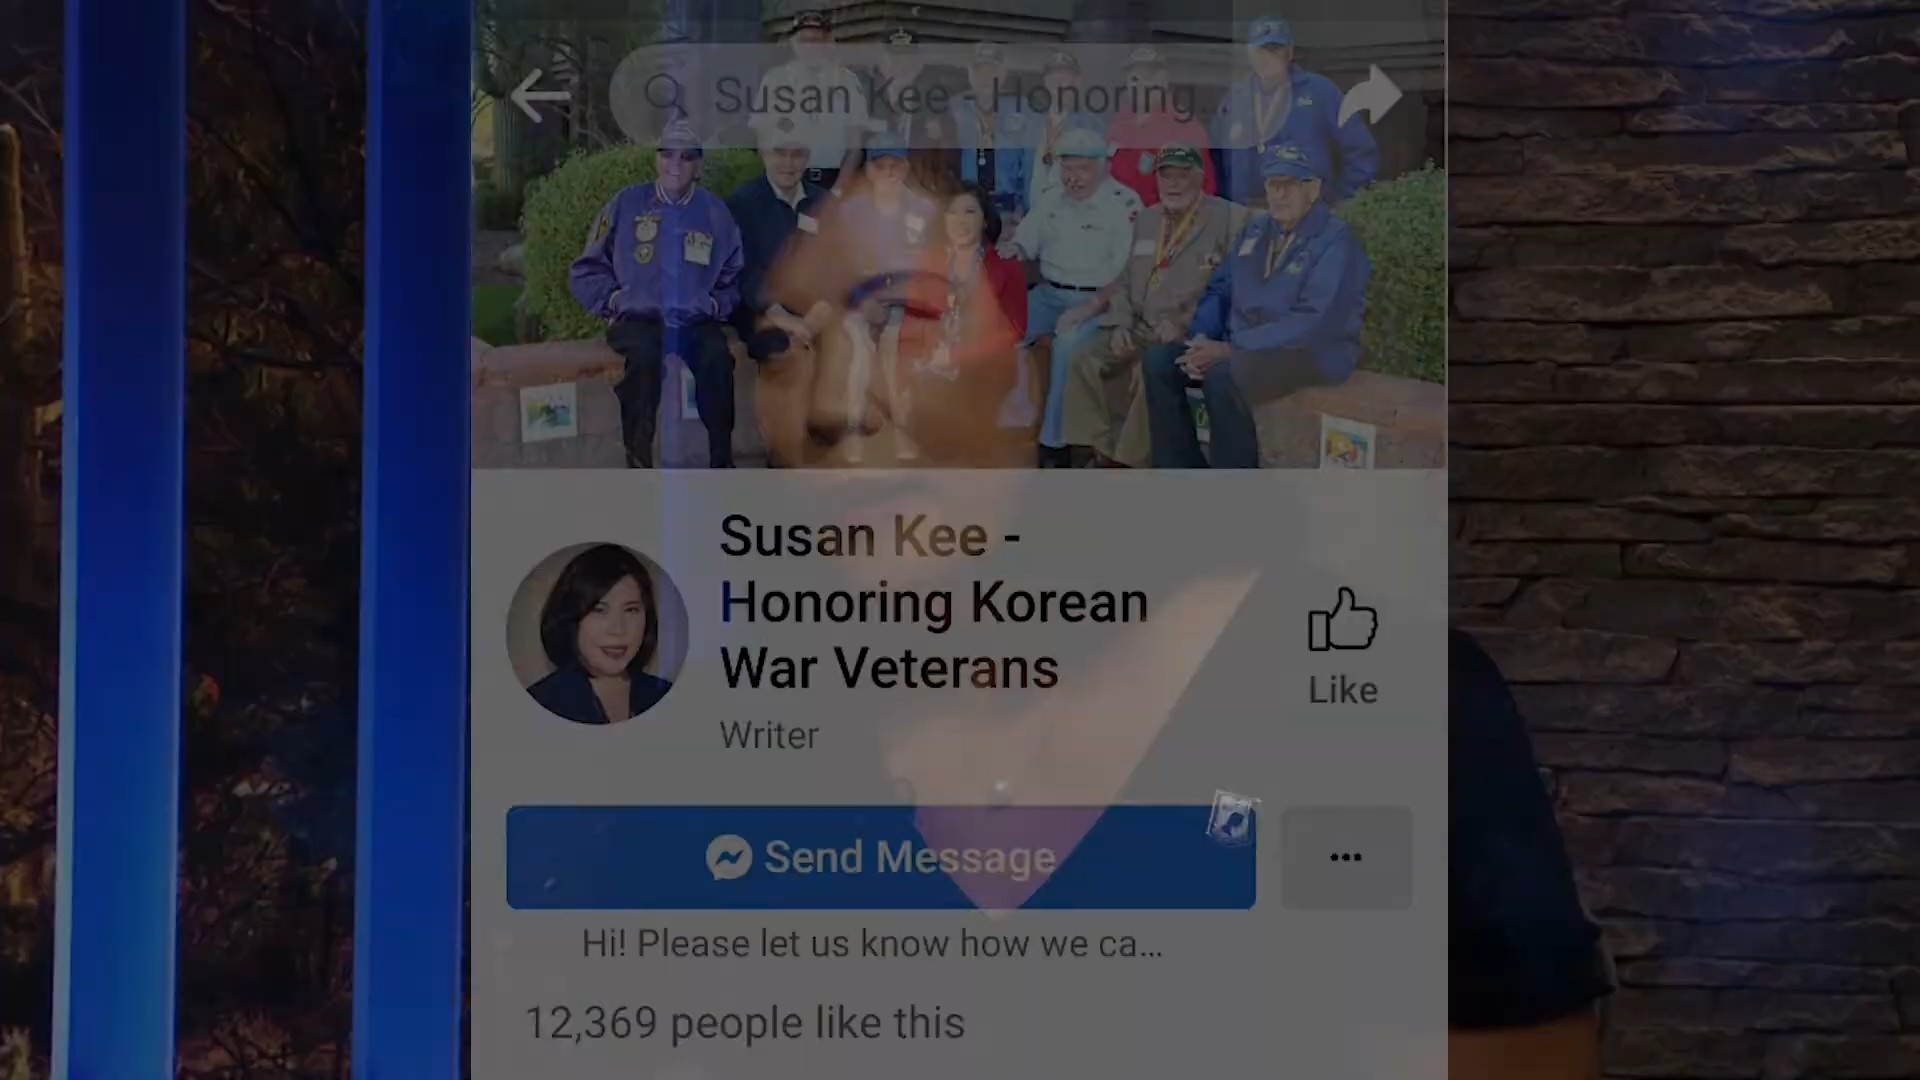 Susan Kee - Honoring...
Susan Kee -
Honoring Korean
War Veterans
Writer
Like
Send Message
Hi! Please let us know how we ca...
12,369 people like this